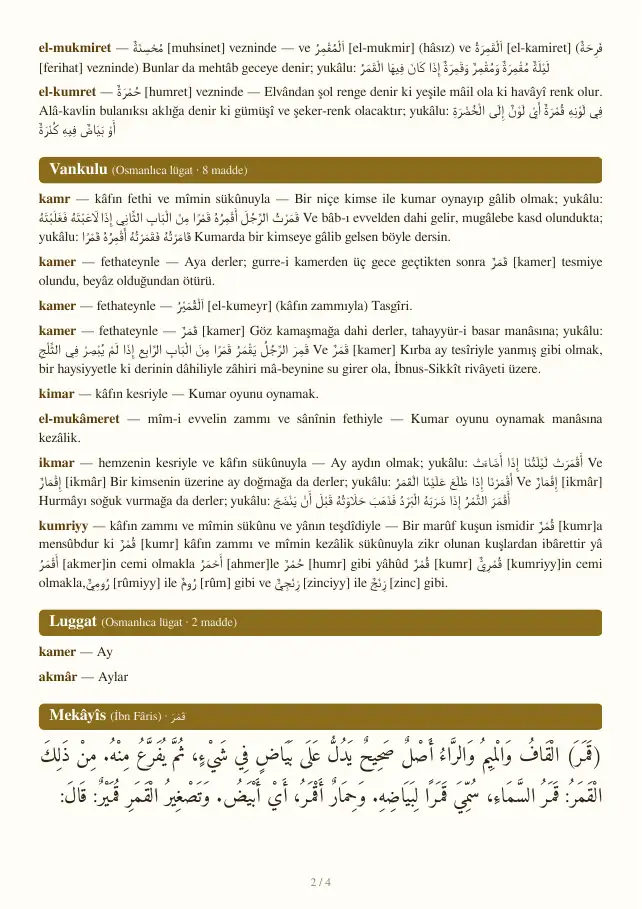 el-mukmiret — مُحْسِنَةٌ [muhsinet] vezninde — ve اَلْمُقْمِرُ [el-mukmir] (hâsız) ve اَلْقَمِرَةُ [el-kamiret] (فَرِحَةٌ
[ferihat] vezninde) Bunlar da mehtâb geceye denir; yukâlu: لَيْلَةٌ مُقْمِرَةٌ وَمُقْمِرٌ وَقَمِرَةٌ إِذَا كَانَ فِيهَا الْقَمَرُ
el-kumret — حُمْرَةٌ [humret] vezninde — Elvândan şol renge denir ki yeşile mâil ola ki havâyî renk olur.
Alâ-kavlin bulanıksı aklığa denir ki gümüşî ve şeker-renk olacaktır; yukâlu: فِي لَوْنِهِ قُمْرَةٌ أَيْ لَوْنٌ إِلَى الْخُضْرَةِ
أَوْ بَيَاضٌ فِيهِ كُدْرَةٌ
Vankulu (Osmanlıca lügat · 8 madde)
kamr — kâfın fethi ve mîmin sükûnuyla — Bir niçe kimse ile kumar oynayıp gâlib olmak; yukâlu:
قَمَرْتُ الرَّجُلَ أَقْمِرُهُ قَمْرًا مِنَ الْبَابِ الثَّانِي إِذَا لَاعَبْتَهُ فَغَلَبْتَهُ Ve bâb-ı evvelden dahi gelir, mugâlebe kasd olundukta;
yukâlu: قَامَرْتُهُ فَقَمَرْتُهُ أَقْمُرُهُ قَمْرًا Kumarda bir kimseye gâlib gelsen böyle dersin.
kamer — fethateynle — Aya derler; gurre-i kamerden üç gece geçtikten sonra قَمَرٌ [kamer] tesmiye
olundu, beyâz olduğundan ötürü.
kamer — fethateynle — اَلْقُمَيْرُ [el-kumeyr] (kâfın zammıyla) Tasgîri.
kamer — fethateynle — قَمَرٌ [kamer] Göz kamaşmağa dahi derler, tahayyür-i basar manâsına; yukâlu:
قَمِرَ الرَّجُلُ يَقْمَرُ قَمَرًا مِنَ الْبَابِ الرَّابِعِ إِذَا لَمْ يُبْصِرْ فِي الثَّلْجِ Ve قَمَرٌ [kamer] Kırba ay tesîriyle yanmış gibi olmak,
bir haysiyyetle ki derinin dâhiliyle zâhiri mâ-beynine su girer ola, İbnus-Sikkît rivâyeti üzere.
kimar — kâfın kesriyle — Kumar oyunu oynamak.
el-mukâmeret — mîm-i evvelin zammı ve sânînin fethiyle — Kumar oyunu oynamak manâsına
kezâlik.
ikmar — hemzenin kesriyle ve kâfın sükûnuyla — Ay aydın olmak; yukâlu: أَقْمَرَتْ لَيْلَتُنَا إِذَا أَضَاءَتْ Ve
إِقْمَارٌ [ikmâr] Bir kimsenin üzerine ay doğmağa da derler; yukâlu: أَقْمَرْنَا إِذَا طَلَعَ عَلَيْنَا الْقَمَرُ Ve إِقْمَارٌ [ikmâr]
Hurmâyı soğuk vurmağa da derler; yukâlu: أَقْمَرَ التَّمْرُ إِذَا ضَرَبَهُ الْبَرْدُ فَذَهَبَ حَلَاوَتُهُ قَبْلَ أَنْ يَنْضَجَ
kumriyy — kâfın zammı ve mîmin sükûnu ve yânın teşdîdiyle — Bir marûf kuşun ismidir قُمْرٌ [kumr]a
mensûbdur ki قُمْرٌ [kumr] kâfın zammı ve mîmin kezâlik sükûnuyla zikr olunan kuşlardan ibârettir yâ
أَقْمَرُ [akmer]in cemi olmakla أَحْمَرُ [ahmer]le حُمْرٌ [humr] gibi yâhûd قُمْرٌ [kumr] قُمْرِيٌّ [kumriyy]in cemi
olmakla,رُومِيٌّ [rûmiyy] ile رُومٌ [rûm] gibi ve زِنْجِيٌّ [zinciyy] ile زِنْجٌ [zinc] gibi.
Luggat (Osmanlıca lügat · 2 madde)
kamer — Ay
akmâr — Aylar
Mekâyîs (İbn Fâris) · قَمَرَ
(قَمَرَ) الْقَافُ وَالْمِيمُ وَالرَّاءُ أَصْلٌ صَحِيحٌ يَدُلُّ عَلَى بَيَاضٍ فِي شَيْءٍ، ثُمَّ يُفَرَّعُ مِنْهُ. مِنْ ذَلِكَ
الْقَمَرُ: قَمَرُ السَّمَاءِ، سُمِّيَ قَمَرًا لِبَيَاضِهِ. وَحِمَارٌ أَقْمَرُ، أَيْ أَبْيَضُ. وَتَصْغِيرُ الْقَمَرِ قُمَيْرٌ: قَالَ:
2 / 4